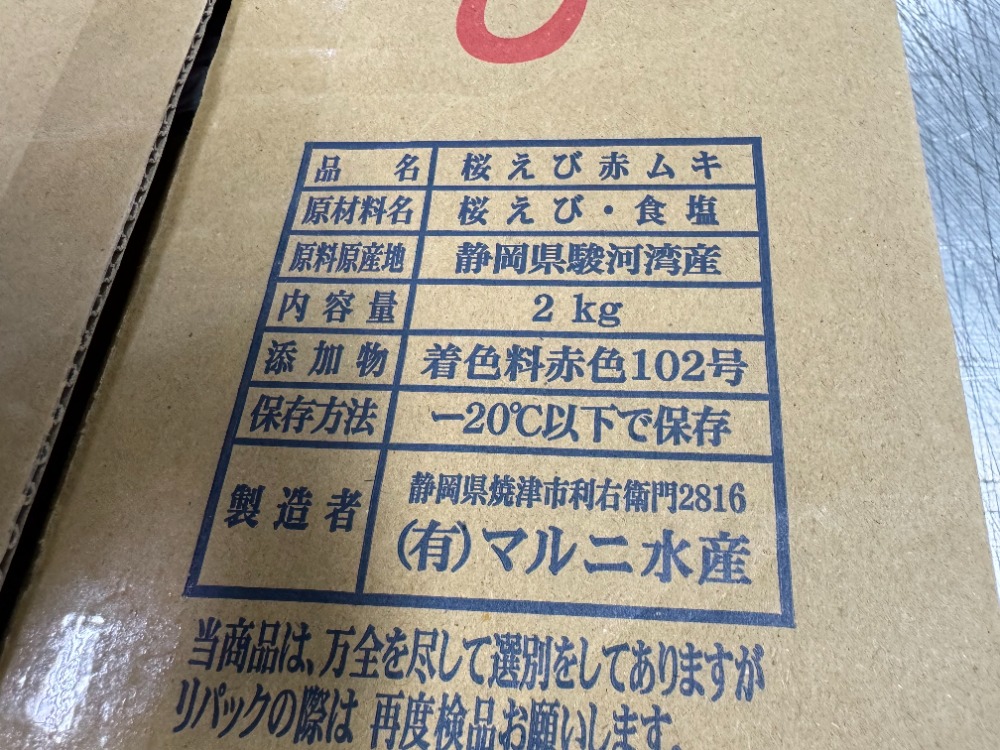 品名 桜えび赤ムキ
原材料名 桜えび・食塩
原料原産地 静岡県駿河湾産
内容量 2kg
添加物 着色料赤色102号
保存方法 ー20℃以下で保存
製造者 静岡県焼津市利右衛門2816
(有)マルニ水産
当商品は、万全を尽して選別をしてありますが
リパックの際は 再度検品お願いします。